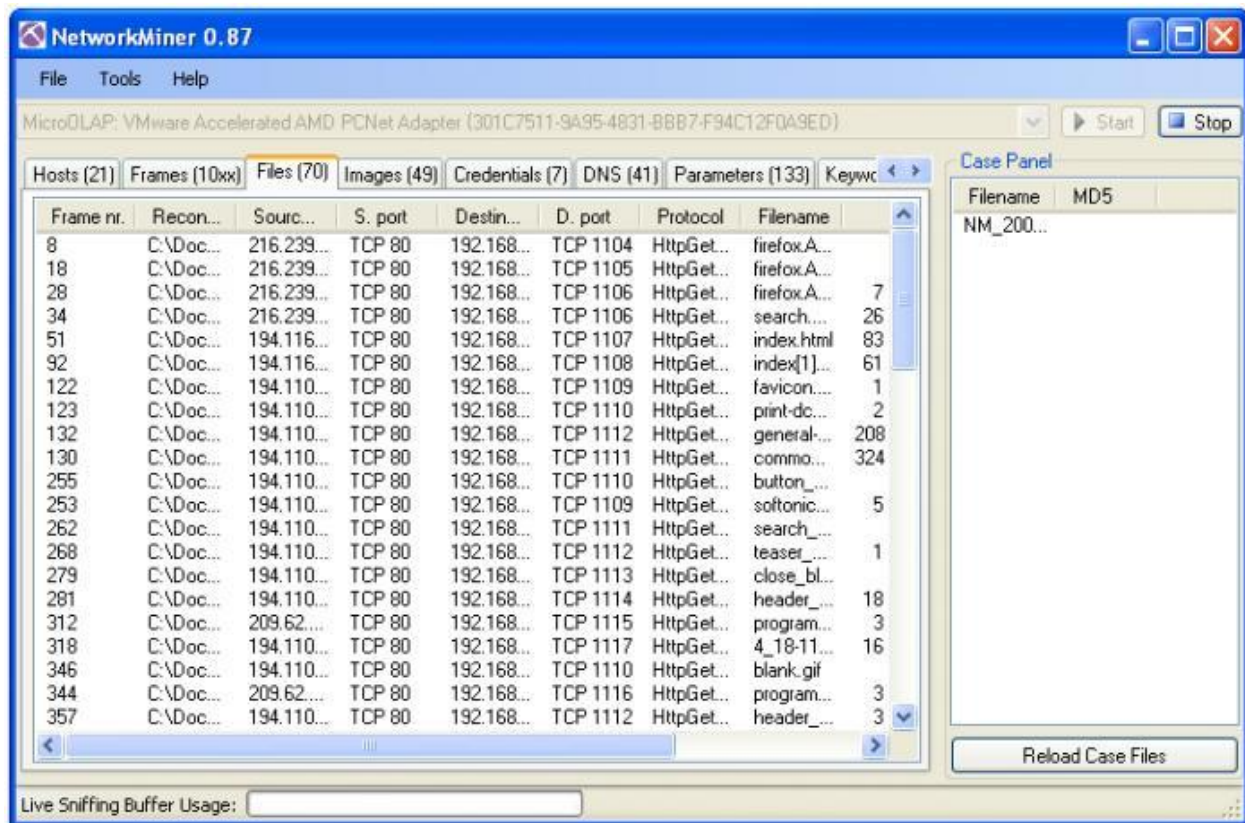 NetworkMiner 0.87
File Tools Help
MicroOLAP: VMware Accelerated AMD PCNet Adapter (301C7511-9A95-4831-BBB7-F94C12F0A9ED) Start Stop
Hosts (21) Frames (10xx) Files (70) Images (49) Credentials (7) DNS (41) Parameters (133) Keywc
Frame nr. Recon... Sourc... S. port Destin... D. port Protocol Filename
8 C:\Doc... 216.239... TCP 80 192.168... TCP 1104 HttpGet... firefox.A...
18 C:\Doc... 216.239... TCP 80 192.168... TCP 1105 HttpGet... firefox.A...
28 C:\Doc... 216.239... TCP 80 192.168... TCP 1106 HttpGet... firefox.A... 7
34 C:\Doc... 216.239... TCP 80 192.168... TCP 1106 HttpGet... search.... 26
51 C:\Doc... 194.116... TCP 80 192.168... TCP 1107 HttpGet... index.html 83
92 C:\Doc... 194.116... TCP 80 192.168... TCP 1108 HttpGet... index[1]... 61
122 C:\Doc... 194.110... TCP 80 192.168... TCP 1109 HttpGet... favicon.... 1
123 C:\Doc... 194.110... TCP 80 192.168... TCP 1110 HttpGet... print-dc... 2
132 C:\Doc... 194.110... TCP 80 192.168... TCP 1112 HttpGet... general-... 208
130 C:\Doc... 194.110... TCP 80 192.168... TCP 1111 HttpGet... commo... 324
255 C:\Doc... 194.110... TCP 80 192.168... TCP 1110 HttpGet... button_...
253 C:\Doc... 194.110... TCP 80 192.168... TCP 1109 HttpGet... softonic... 5
262 C:\Doc... 194.110... TCP 80 192.168... TCP 1111 HttpGet... search_...
268 C:\Doc... 194.110... TCP 80 192.168... TCP 1112 HttpGet... teaser_... 1
279 C:\Doc... 194.110... TCP 80 192.168... TCP 1113 HttpGet... close_bl...
281 C:\Doc... 194.110... TCP 80 192.168... TCP 1114 HttpGet... header_... 18
312 C:\Doc... 209.62.... TCP 80 192.168... TCP 1115 HttpGet... program... 3
318 C:\Doc... 194.110... TCP 80 192.168... TCP 1117 HttpGet... 4_18-11... 16
346 C:\Doc... 194.110... TCP 80 192.168... TCP 1110 HttpGet... blank.gif
344 C:\Doc... 209.62.... TCP 80 192.168... TCP 1116 HttpGet... program... 3
357 C:\Doc... 194.110... TCP 80 192.168... TCP 1112 HttpGet... header_... 3
Case Panel
Filename MD5
NM_200...
Reload Case Files
Live Sniffing Buffer Usage: